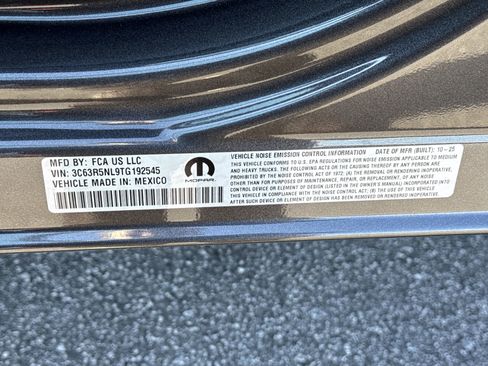 MFD BY: FCA US LLC
VIN: 3C63R5NL9TG192545
VEHICLE MADE IN: MEXICO
MOPAR
VEHICLE NOISE EMISSION CONTROL INFORMATION DATE OF MFR (BUILT): 10-25
THIS VEHICLE CONFORMS TO U.S. EPA REGULATIONS FOR NOISE EMISSION APPLICABLE TO MEDIUM
AND HEAVY TRUCKS. THE FOLLOWING ACTS OR THE CAUSING THEREOF BY ANY PERSON ARE
PROHIBITED BY THE NOISE CONTROL ACT OF 1972: (A) THE REMOVAL OR RENDERING INOPERATIVE,
OTHER THAN FOR PURPOSES OF MAINTENANCE, REPAIR, OR REPLACEMENT, OF ANY NOISE
CONTROL DEVICE OR ELEMENT OF DESIGN (LISTED IN THE OWNER'S MANUAL) INCORPORATED
INTO THIS VEHICLE IN COMPLIANCE WITH THE NOISE CONTROL ACT; (B) THE USE OF THIS VEHICLE
AFTER SUCH DEVICE OR ELEMENT OF DESIGN HAS BEEN REMOVED OR RENDERED INOPERATIVE.